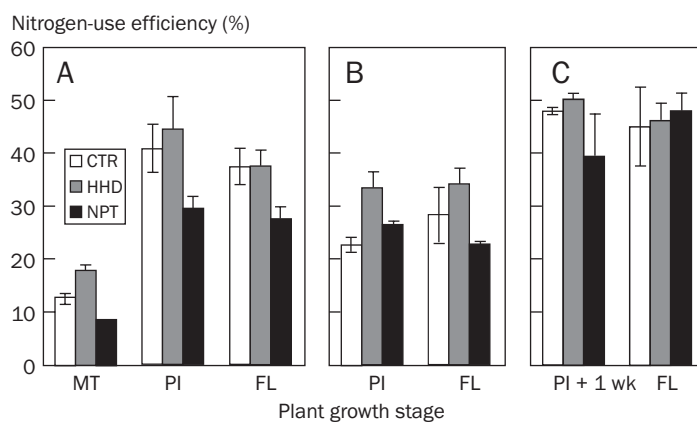 Nitrogen-use efficiency (%)
60
50
40
30
20
10
0
A
B
C
CTR
HHD
NPT
MT PI FL
PI FL
PI + 1 wk FL
Plant growth stage